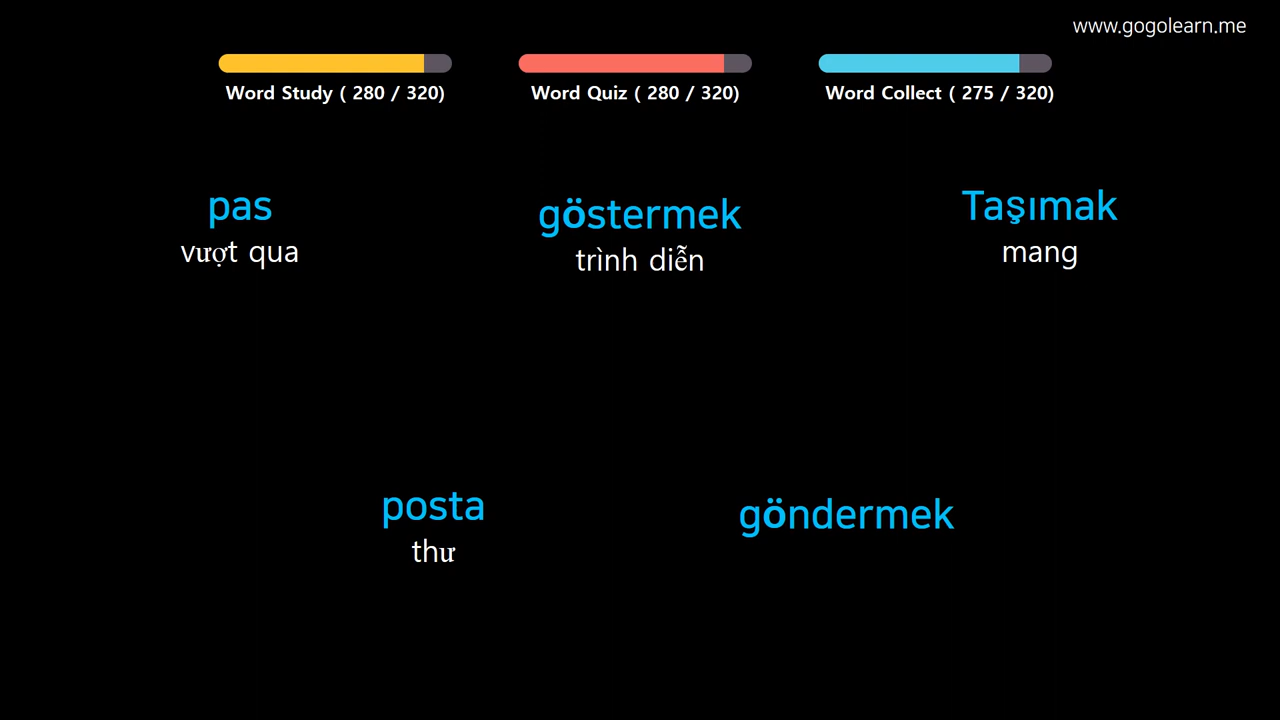 www.gogolearn.me
Word Study ( 280 / 320)
Word Quiz ( 280 / 320)
Word Collect ( 275 / 320)
pas
vượt qua
göstermek
trình diễn
Taşımak
mang
posta
thư
göndermek